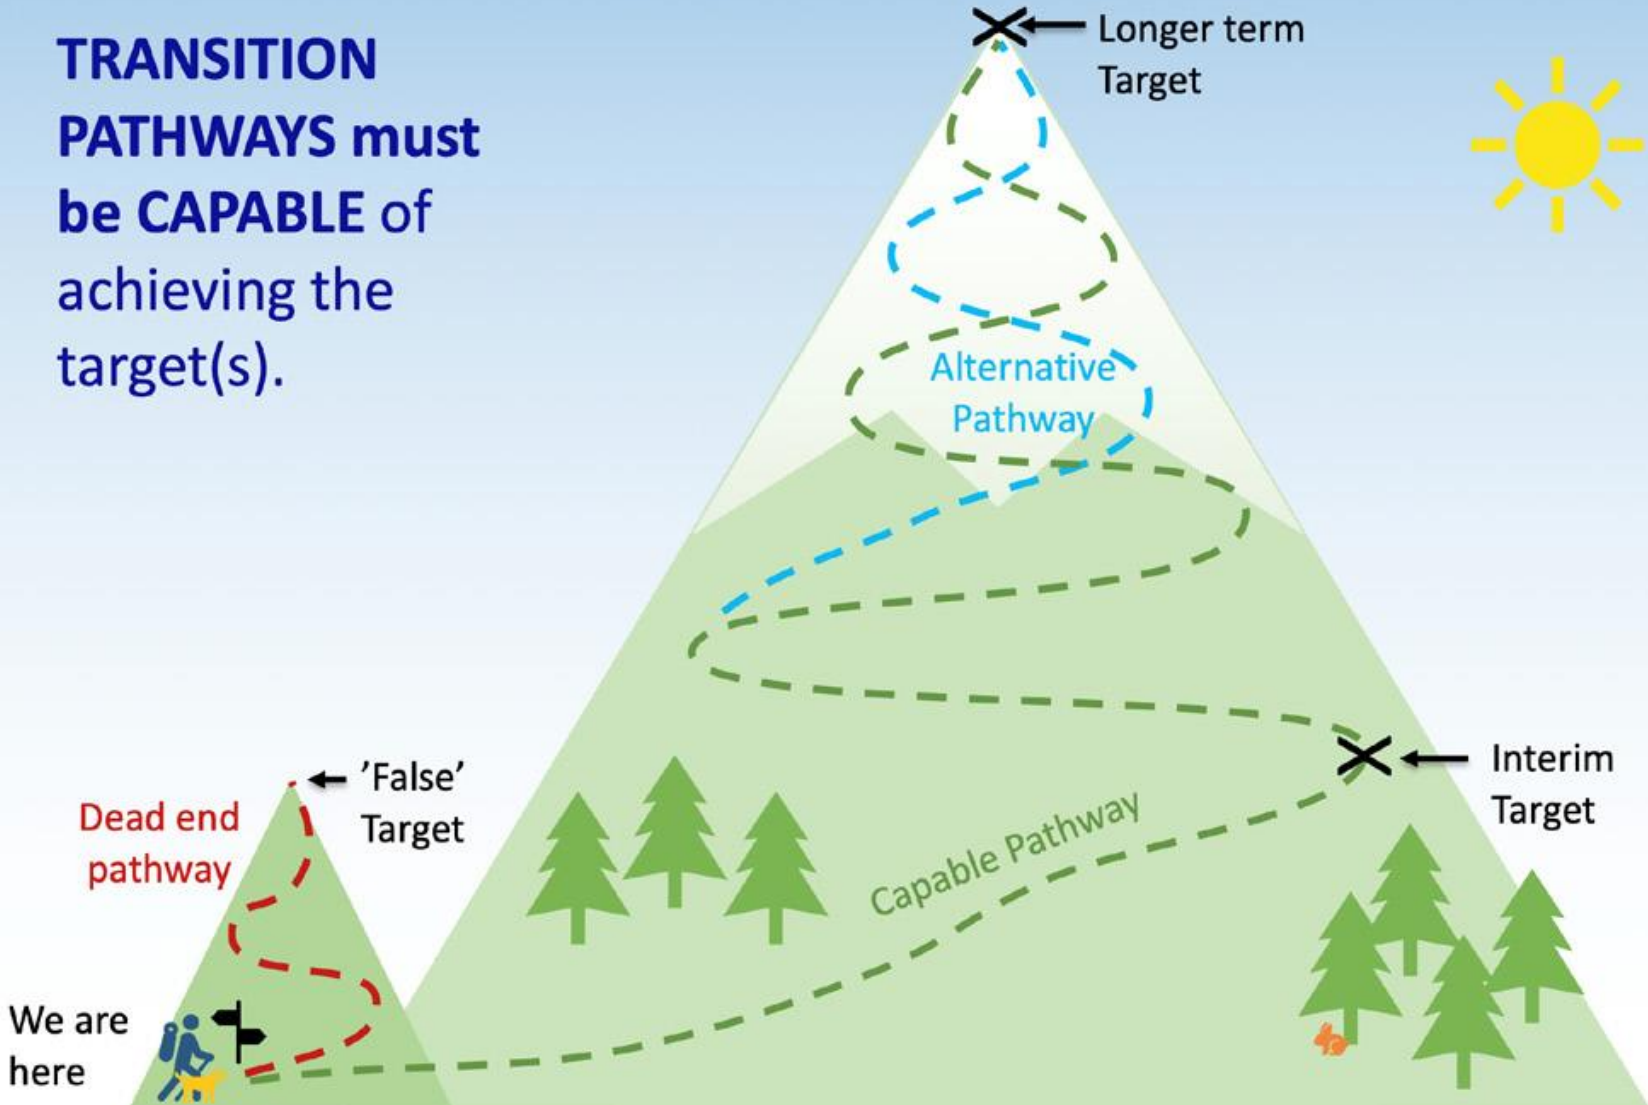 TRANSITION
PATHWAYS must
be CAPABLE of
achieving the
target(s).
Longer term
Target
Alternative
Pathway
Interim
Target
’False’
Target
Dead end
pathway
Capable Pathway
We are
here